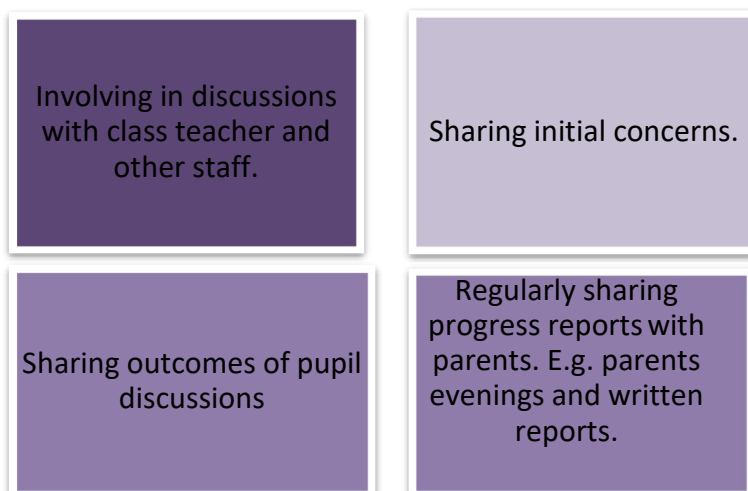 Involving in discussions
with class teacher and
other staff.
Sharing initial concerns.
Sharing outcomes of pupil
discussions
Regularly sharing
progress reports with
parents. E.g. parents
evenings and written
reports.